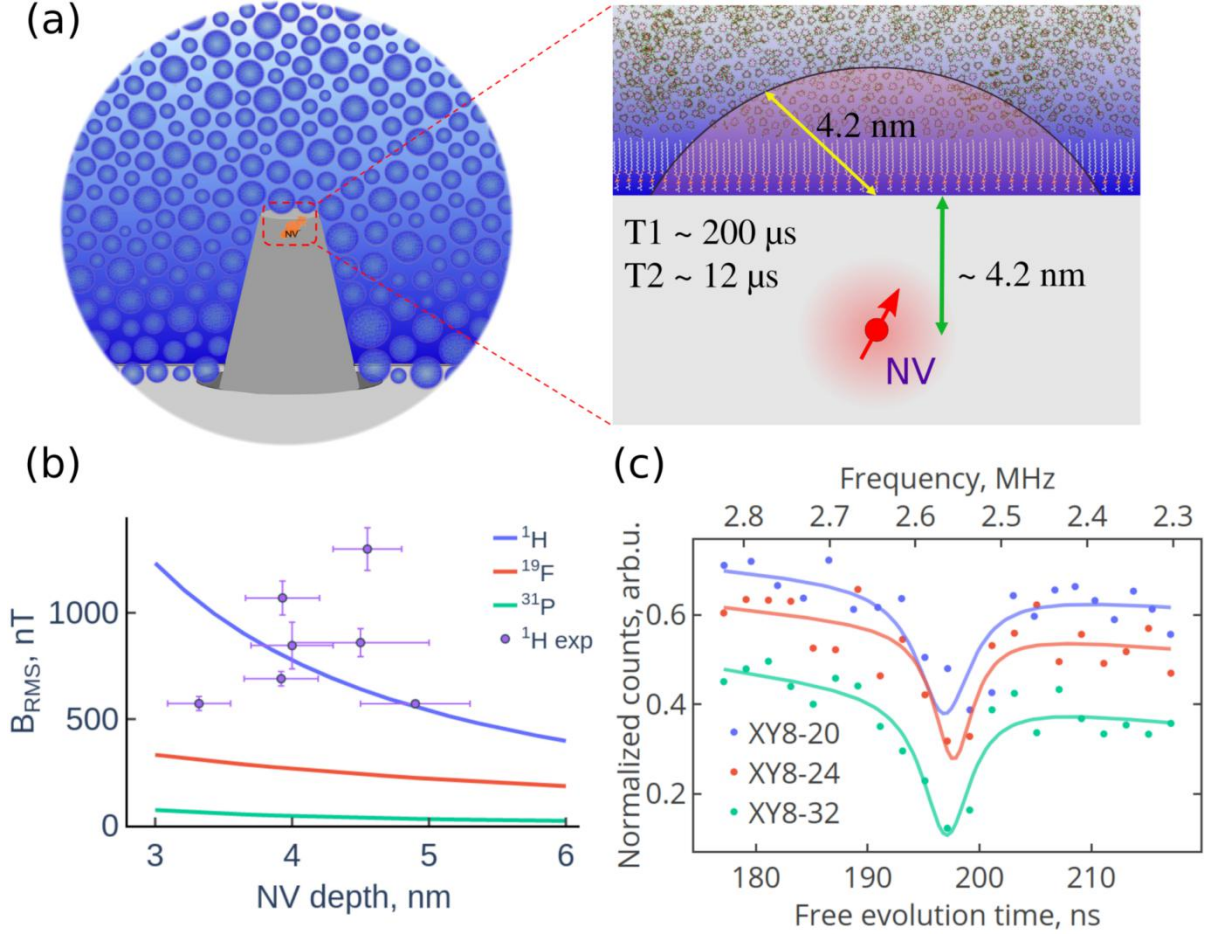 (a)
NV
4.2 nm
T1 ~ 200 μs
T2 ~ 12 μs
~ 4.2 nm
NV
(b)
B_RMS, nT
1000
500
0
3 4 5 6
NV depth, nm
¹H
¹⁹F
³¹P
¹H exp
(c)
Frequency, MHz
2.8 2.7 2.6 2.5 2.4 2.3
Normalized counts, arb.u.
0.6
0.4
0.2
XY8-20
XY8-24
XY8-32
180 190 200 210
Free evolution time, ns